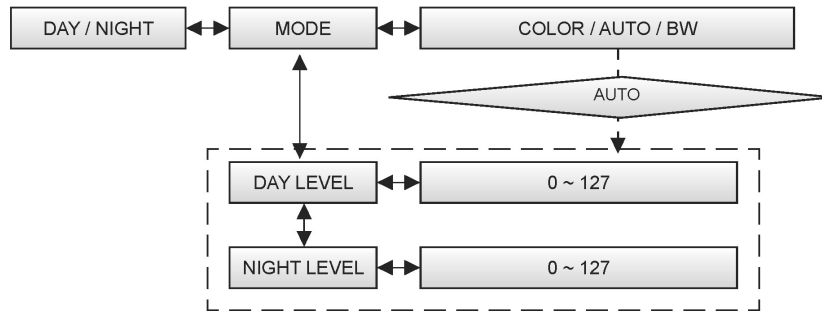 DAY / NIGHT
MODE
COLOR / AUTO / BW
AUTO
DAY LEVEL
0 ~ 127
NIGHT LEVEL
0 ~ 127